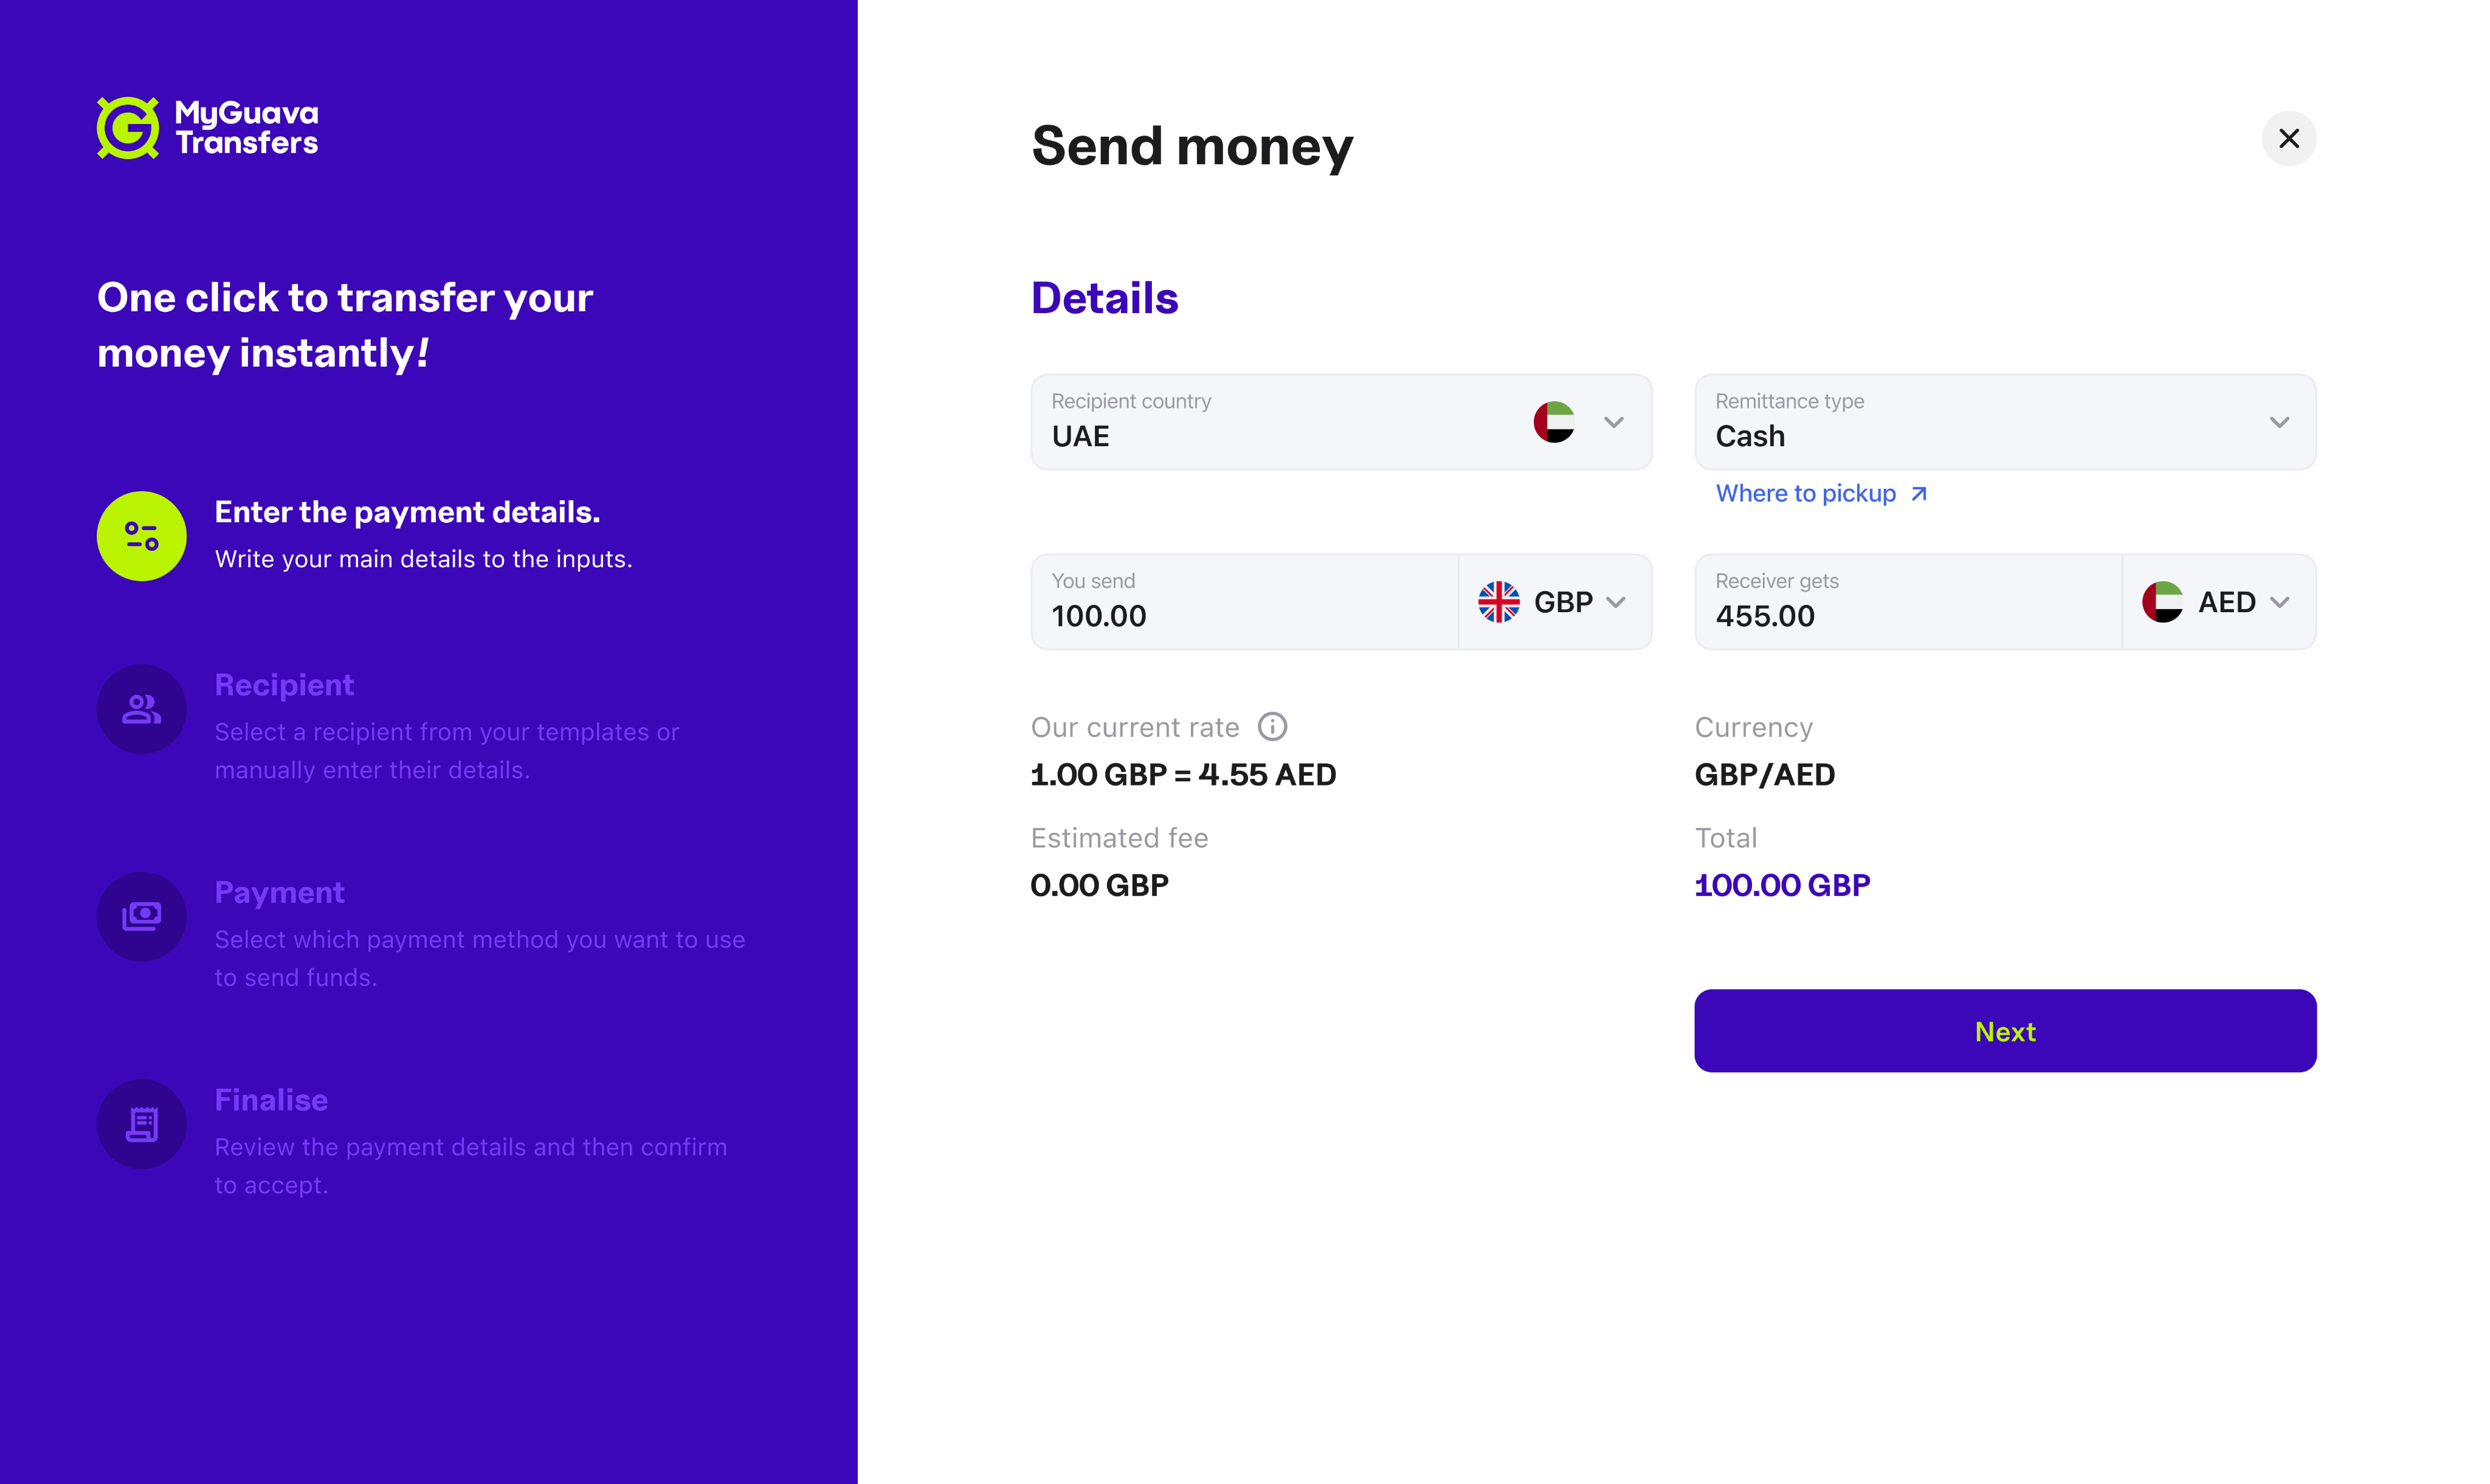 MyGuava
Transfers
One click to transfer your
money instantly!
Enter the payment details.
Write your main details to the inputs.
Recipient
Select a recipient from your templates or
manually enter their details.
Payment
Select which payment method you want to use
to send funds.
Finalise
Review the payment details and then confirm
to accept.
Send money
Details
Recipient country
UAE
Remittance type
Cash
Where to pickup
You send
100.00
GBP
Receiver gets
455.00
AED
Our current rate
1.00 GBP = 4.55 AED
Currency
GBP/AED
Estimated fee
0.00 GBP
Total
100.00 GBP
Next